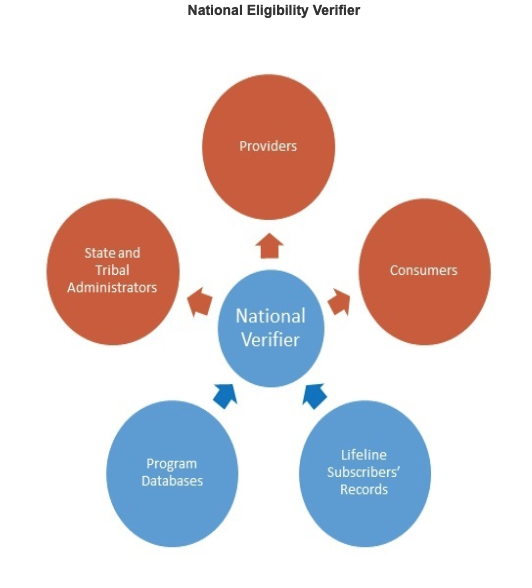 National Eligibility Verifier
Providers
State and
Tribal
Administrators
Consumers
National
Verifier
Program
Databases
Lifeline
Subscribers’
Records